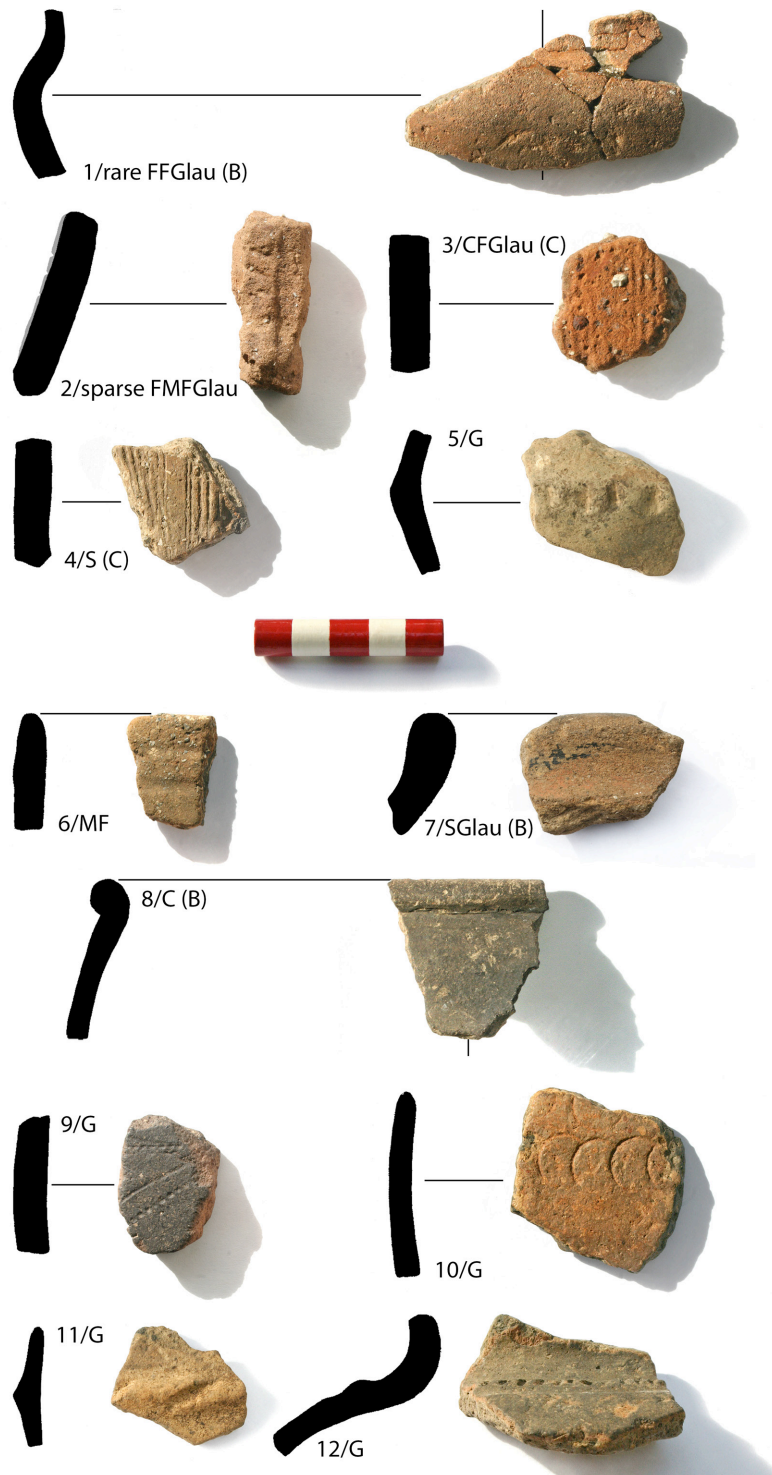 1/rare FFGlau (B)
2/sparse FMFGlau
3/CFGlau (C)
4/S (C)
5/G
6/MF
7/SGlau (B)
8/C (B)
9/G
10/G
11/G
12/G